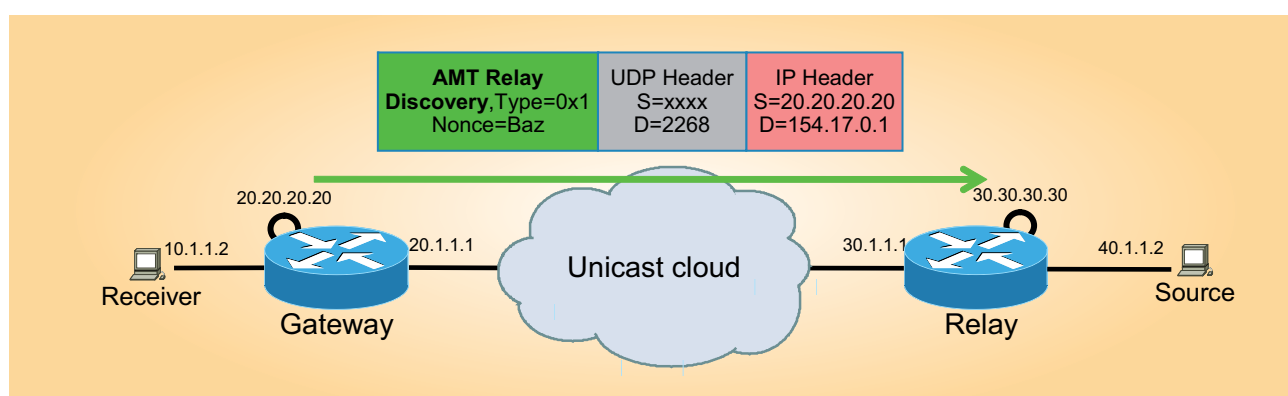 AMT Relay
Discovery,Type=0x1
Nonce=Baz
UDP Header
S=xxxx
D=2268
IP Header
S=20.20.20.20
D=154.17.0.1
20.20.20.20
30.30.30.30
10.1.1.2
20.1.1.1
30.1.1.1
40.1.1.2
Unicast cloud
Receiver
Gateway
Relay
Source